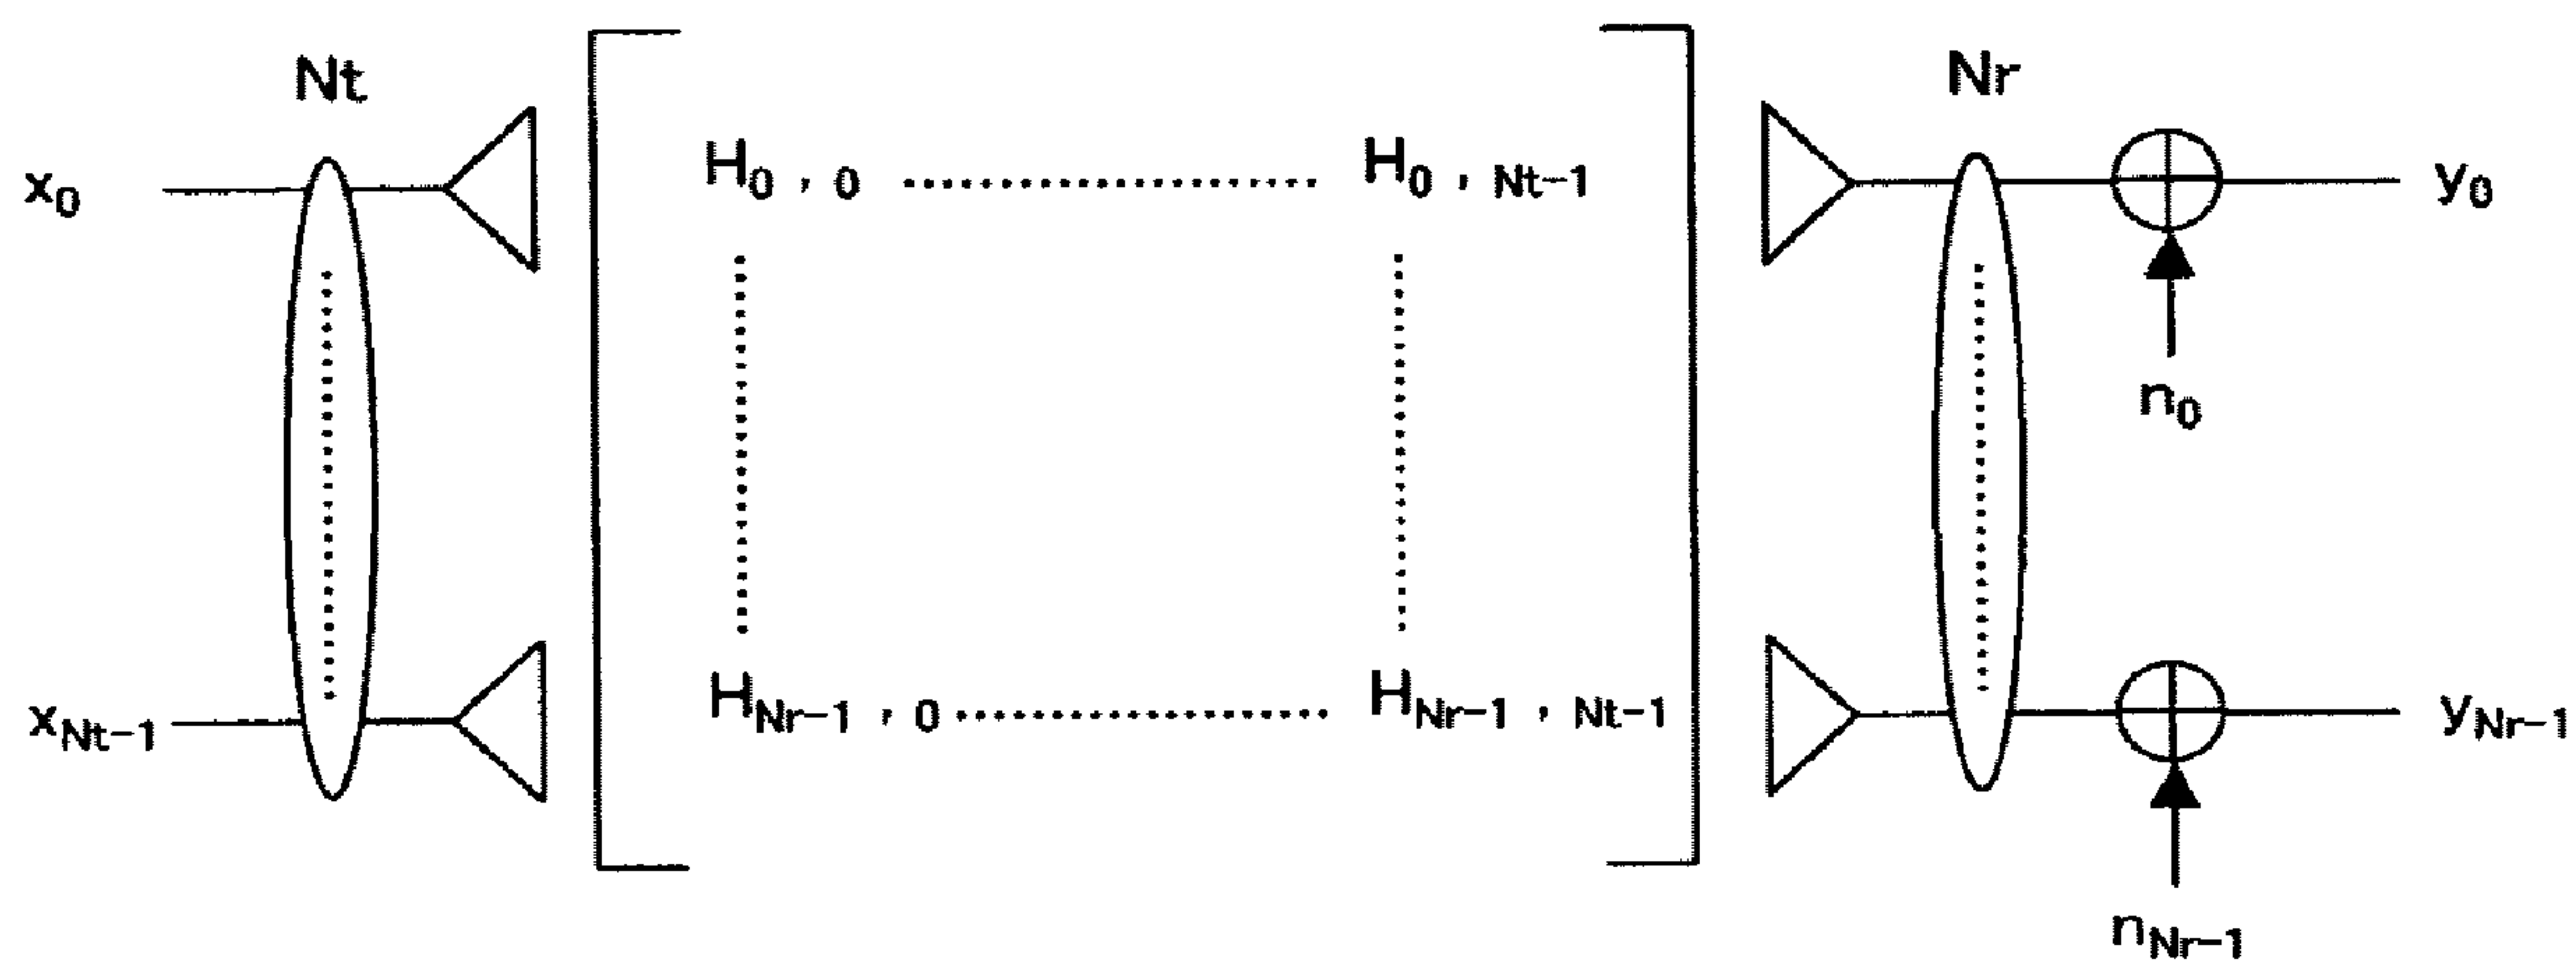 Nt Nr
x0 H0 , 0 H0 , Nt-1 y0
n0
xNt-1 HNr-1 , 0 HNr-1 , Nt-1 yNr-1
nNr-1